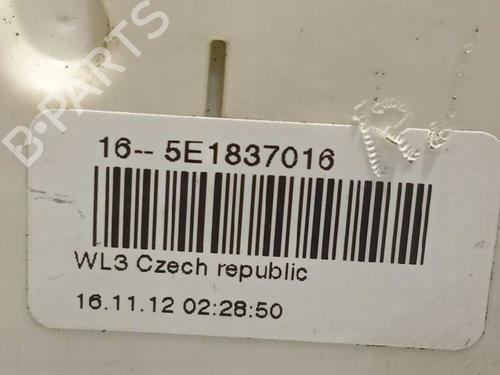 B-PARTS
16-- 5E1837016
WL3 Czech republic
16.11.12 02:28:50